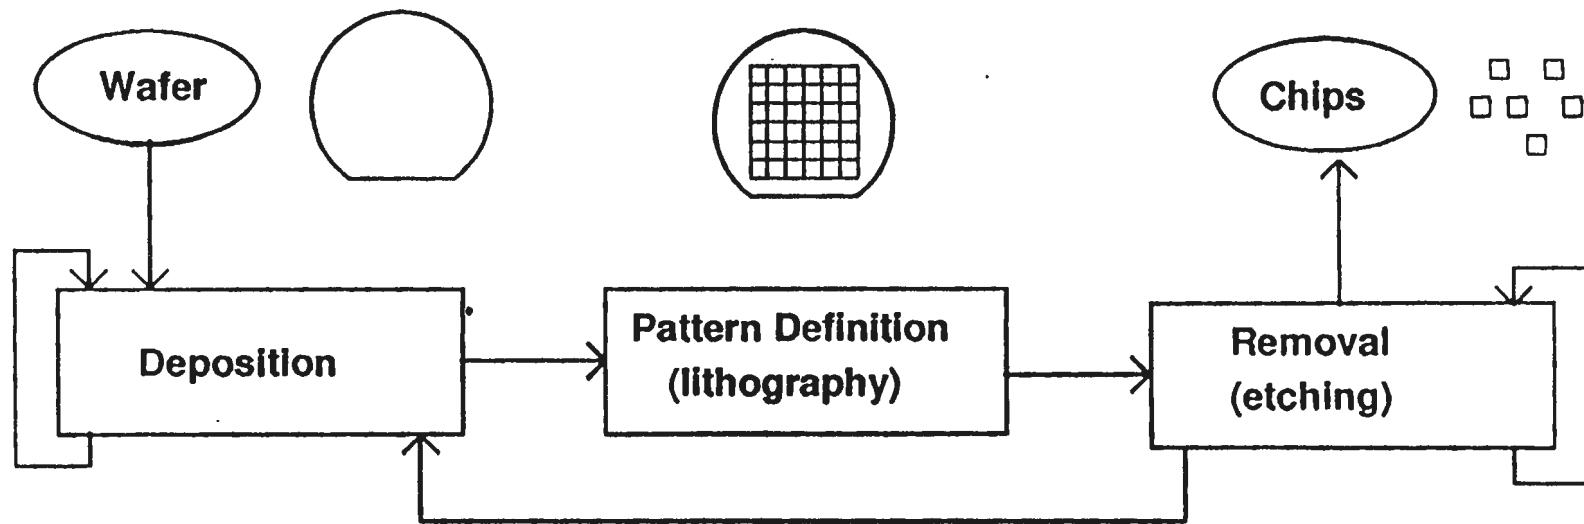 Wafer
Chips
Deposition
Pattern Definition
(lithography)
Removal
(etching)